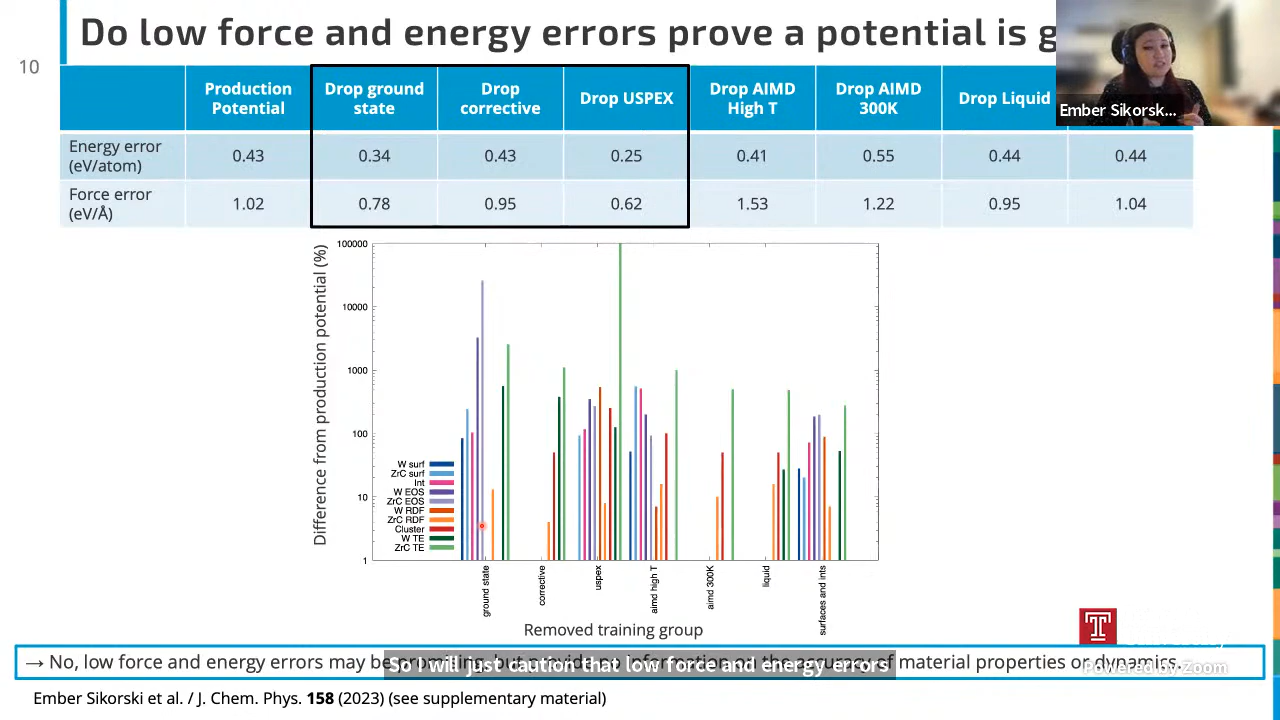 Do low force and energy errors prove a potential is g
10
Production Potential
Drop ground state
Drop corrective
Drop USPEX
Drop AIMD High T
Drop AIMD 300K
Drop Liquid
Ember Sikorsk...
Energy error (eV/atom)
0.43 0.34 0.43 0.25 0.41 0.55 0.44 0.44
Force error (eV/Å)
1.02 0.78 0.95 0.62 1.53 1.22 0.95 1.04
Difference from production potential (%)
100000
10000
1000
100
10
1
W surf
ZrC surf
Int
W EOS
ZrC EOS
W RDF
ZrC RDF
Cluster
W TE
ZrC TE
ground state
corrective
uspex
aimd high T
aimd 300K
liquid
surfaces and ints
Removed training group
T
→ No, low force and energy errors may be material properties or dynamics.
So I will just caution that low force and energy errors
Powered by Zoom
Ember Sikorski et al. / J. Chem. Phys. 158 (2023) (see supplementary material)